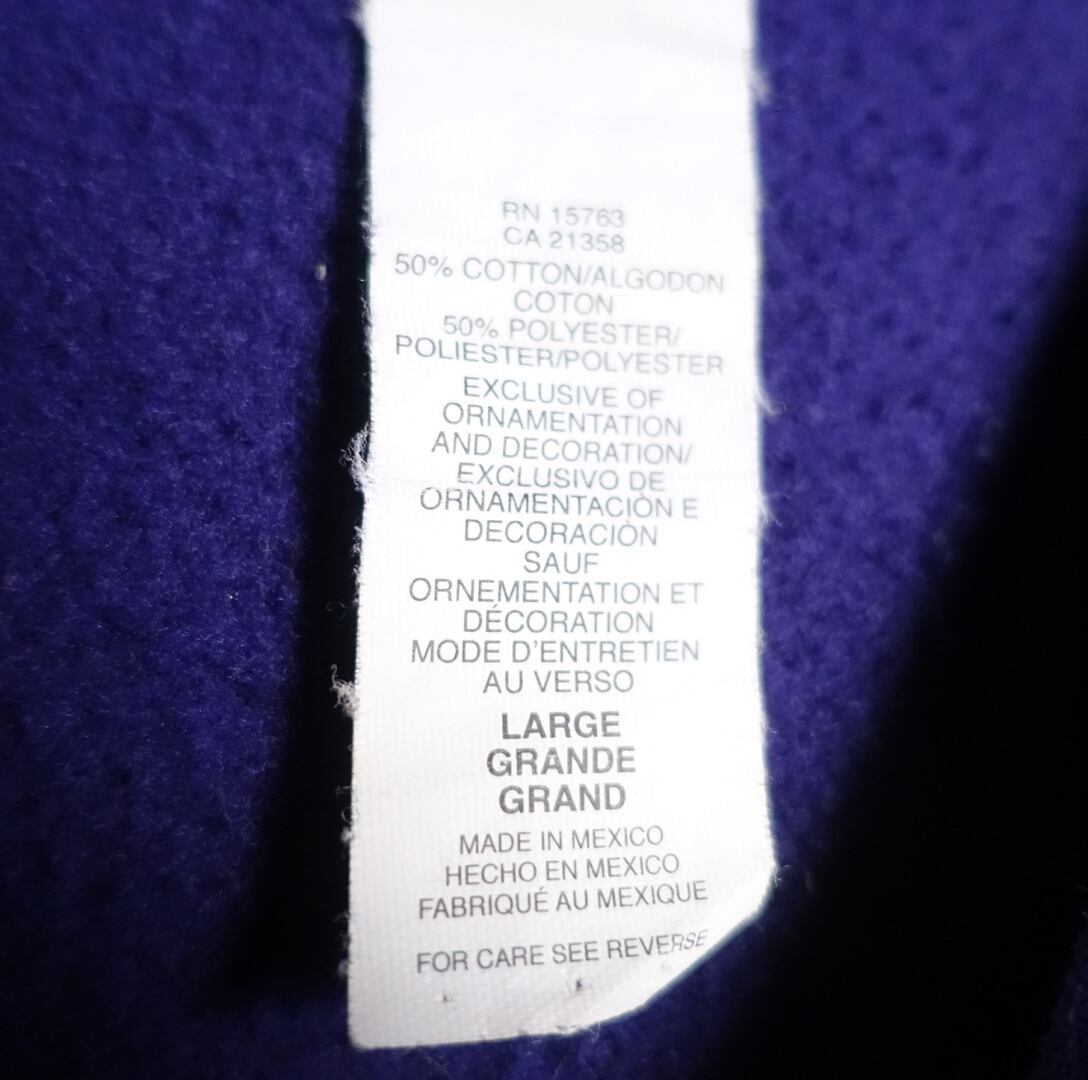 RN 15763
CA 21358
50% COTTON/ALGODON
COTON
50% POLYESTER/
POLIESTER/POLYESTER
EXCLUSIVE OF
ORNAMENTATION
AND DECORATION/
EXCLUSIVO DE
ORNAMENTACIÒN E
DECORACIÒN
SAUF
ORNEMENTATION ET
DÉCORATION
MODE D'ENTRETIEN
AU VERSO
LARGE
GRANDE
GRAND
MADE IN MEXICO
HECHO EN MEXICO
FABRIQUÉ AU MEXIQUE
FOR CARE SEE REVERSE